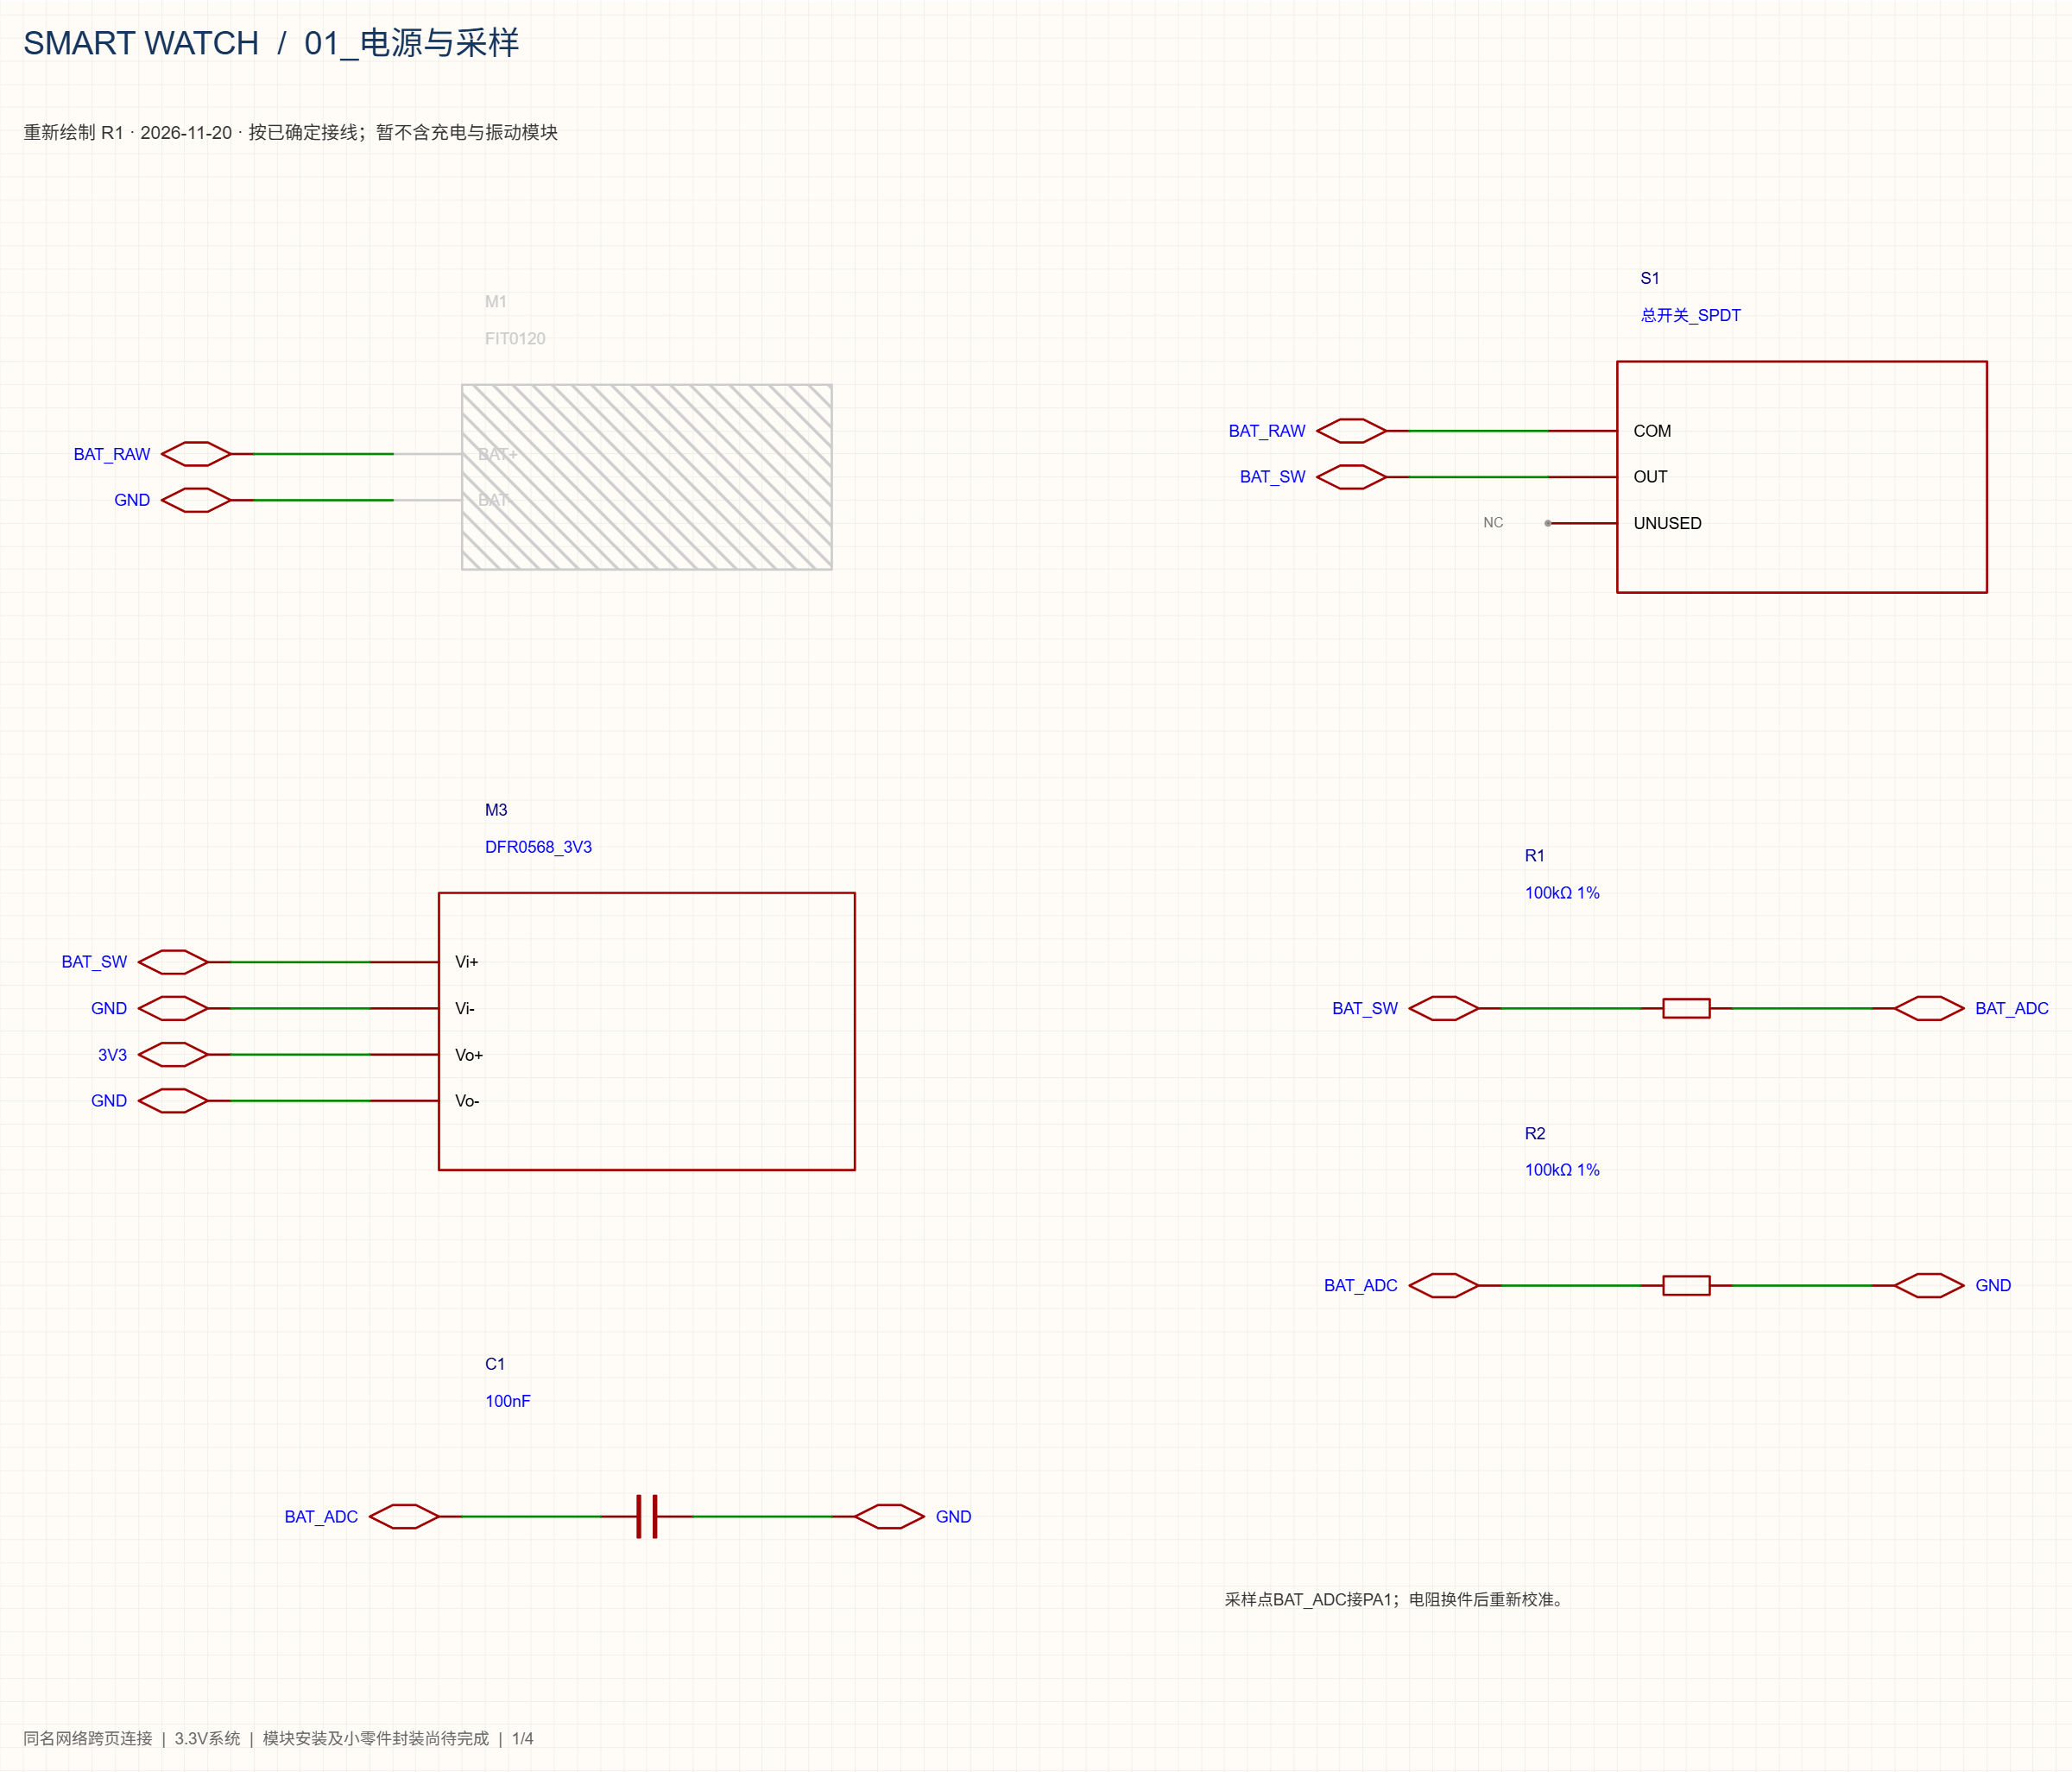 SMART WATCH / 01_电源与采样
重新绘制 R1 · 2026-11-20 · 按已确定接线；暂不含充电与振动模块
M1
FIT0120
BAT_RAW
BAT+
GND
BAT-
S1
总开关_SPDT
BAT_RAW
COM
BAT_SW
OUT
NC
UNUSED
M3
DFR0568_3V3
BAT_SW
Vi+
GND
Vi-
3V3
Vo+
GND
Vo-
R1
100kΩ 1%
BAT_SW
BAT_ADC
R2
100kΩ 1%
BAT_ADC
GND
C1
100nF
BAT_ADC
GND
采样点BAT_ADC接PA1；电阻换件后重新校准。
同名网络跨页连接 | 3.3V系统 | 模块安装及小零件封装尚待完成 | 1/4